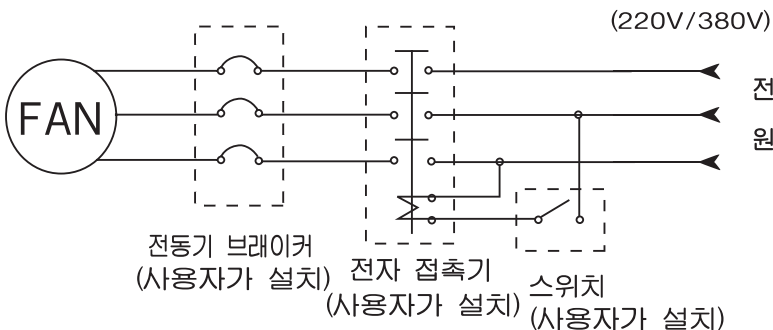 (220V/380V)
FAN
전
원
전동기 브래이커
(사용자가 설치)
전자 접촉기
(사용자가 설치)
스위치
(사용자가 설치)